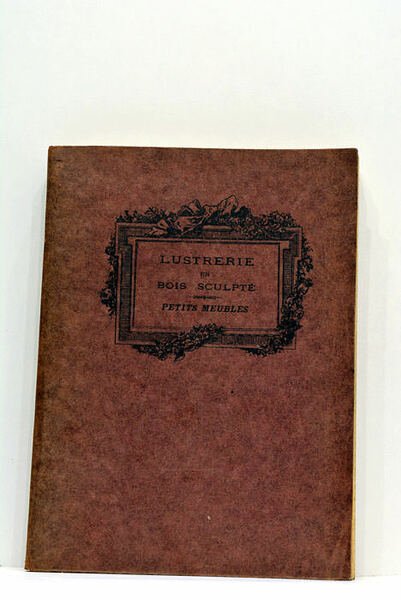 LUSTRERIE
EN
BOIS SCULPTÉ
PETITS MEUBLES